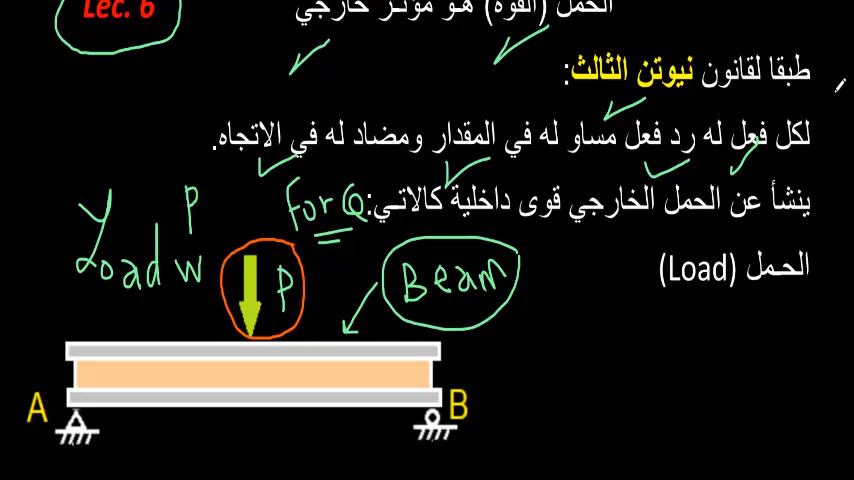 Lec. 6
الحمل (القوة) هو مؤثر خارجي
طبقا لقانون نيوتن الثالث:
لكل فعل له رد فعل مساو له في المقدار ومضاد له في الاتجاه.
ينشأ عن الحمل الخارجي قوى داخلية كالاتي:
الحمل (Load)
P
Load w
P
Beam
A
B